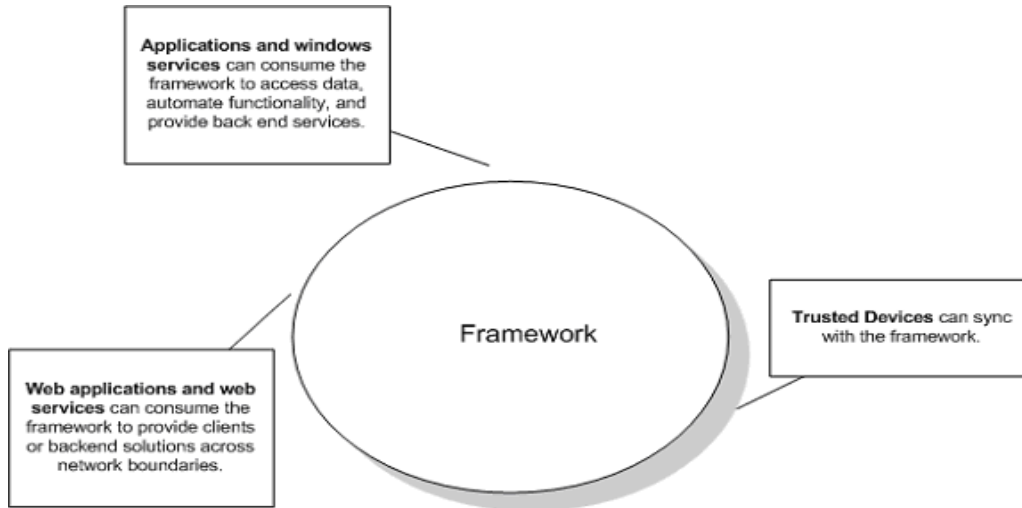 Applications and windows
services can consume the
framework to access data,
automate functionality, and
provide back end services.
Framework
Trusted Devices can sync
with the framework.
Web applications and web
services can consume the
framework to provide clients
or backend solutions across
network boundaries.